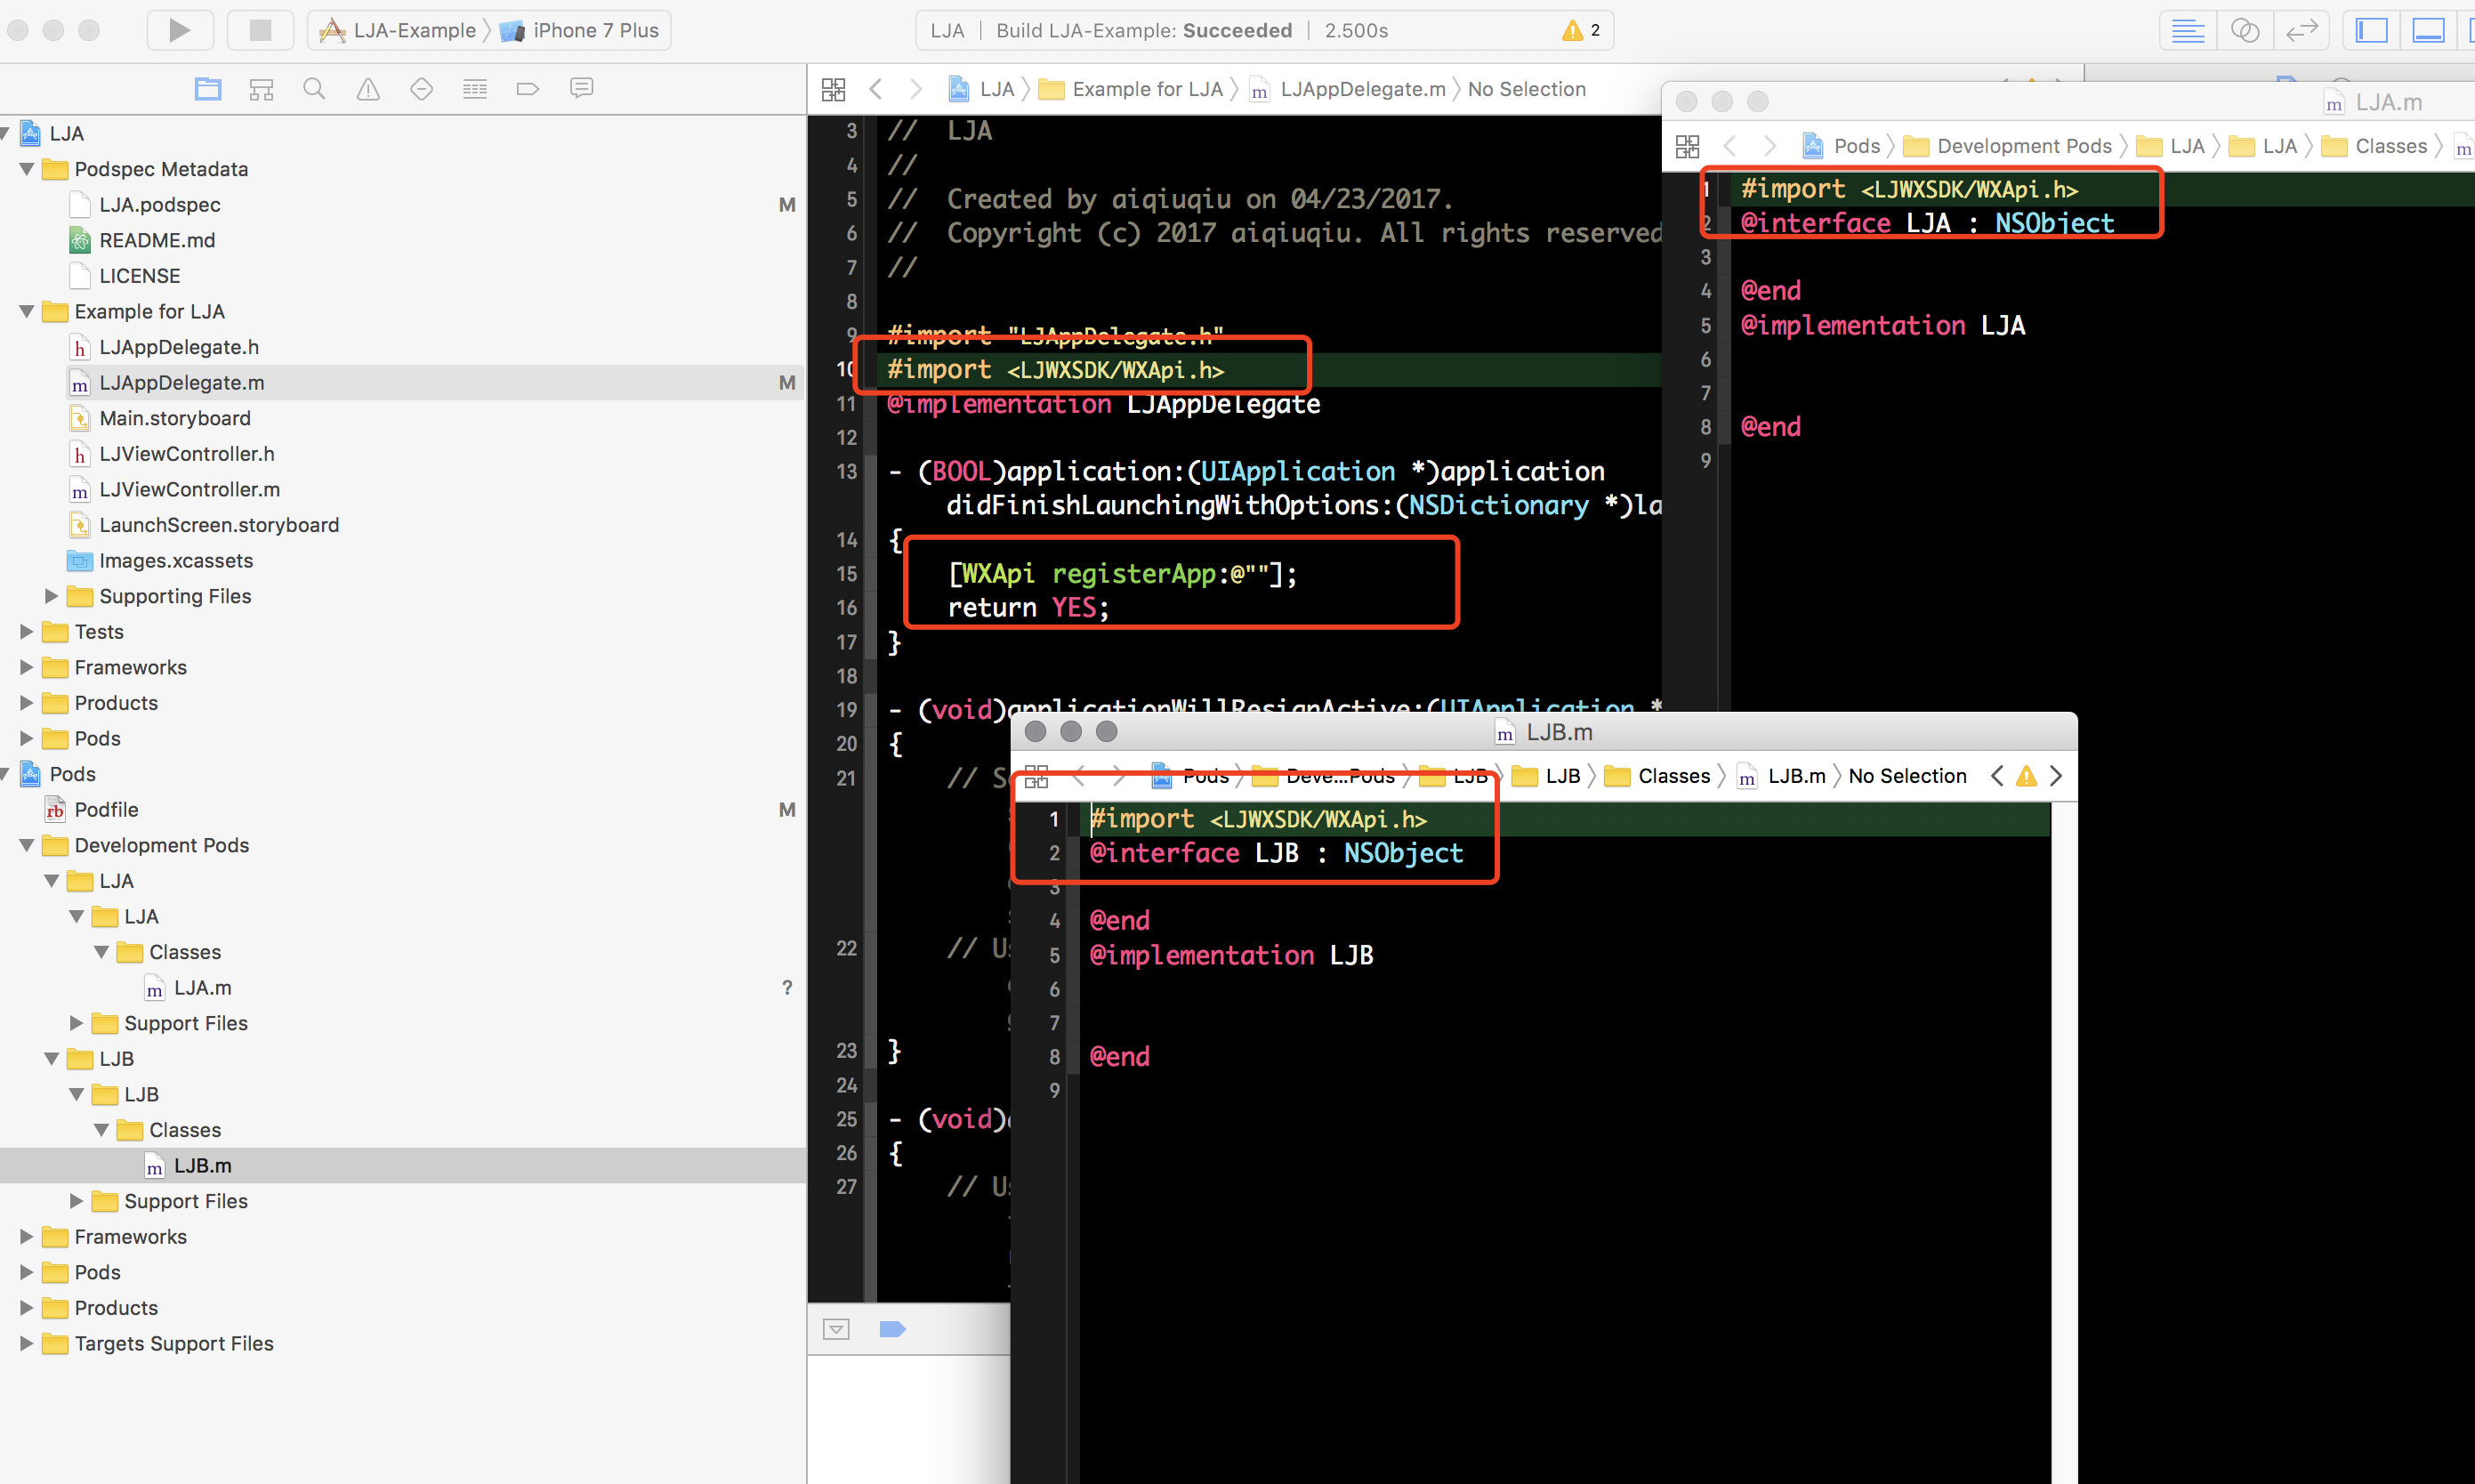 LJA-Example
iPhone 7 Plus
LJA
Build LJA-Example: Succeeded
2.500s
2
LJA
Podspec Metadata
LJA.podspec
M
README.md
LICENSE
Example for LJA
h LJAppDelegate.h
m LJAppDelegate.m
M
Main.storyboard
h LJViewController.h
m LJViewController.m
LaunchScreen.storyboard
Images.xcassets
Supporting Files
Tests
Frameworks
Products
Pods
Pods
rb Podfile
M
Development Pods
LJA
LJA
Classes
m LJA.m
?
Support Files
LJB
LJB
Classes
m LJB.m
Support Files
Frameworks
Pods
Products
Targets Support Files
LJA
Example for LJA
m LJAppDelegate.m
No Selection
3 // LJA
4 //
5 // Created by aiqiuqiu on 04/23/2017.
6 // Copyright (c) 2017 aiqiuqiu. All rights reserved
7 //
8
9 #import "LJAppDelegate.h"
10 #import <LJWXSDK/WXApi.h>
11 @implementation LJAppDelegate
12
13 - (BOOL)application:(UIApplication *)application
didFinishLaunchingWithOptions:(NSDictionary *)la
14 {
15 [WXApi registerApp:@""];
16 return YES;
17 }
18
19 - (void)applicationWillResignActive:(UIApplication *
20 {
21 // S
22 // Us
23 }
24
25 - (void)
26 {
27 // Us
m LJA.m
Pods
Development Pods
LJA
LJA
Classes
m
1 #import <LJWXSDK/WXApi.h>
2 @interface LJA : NSObject
3
4 @end
5 @implementation LJA
6
7
8 @end
9
m LJB.m
Pods
Deve...Pods
LJB
LJB
Classes
m LJB.m
No Selection
1 #import <LJWXSDK/WXApi.h>
2 @interface LJB : NSObject
3
4 @end
5 @implementation LJB
6
7
8 @end
9